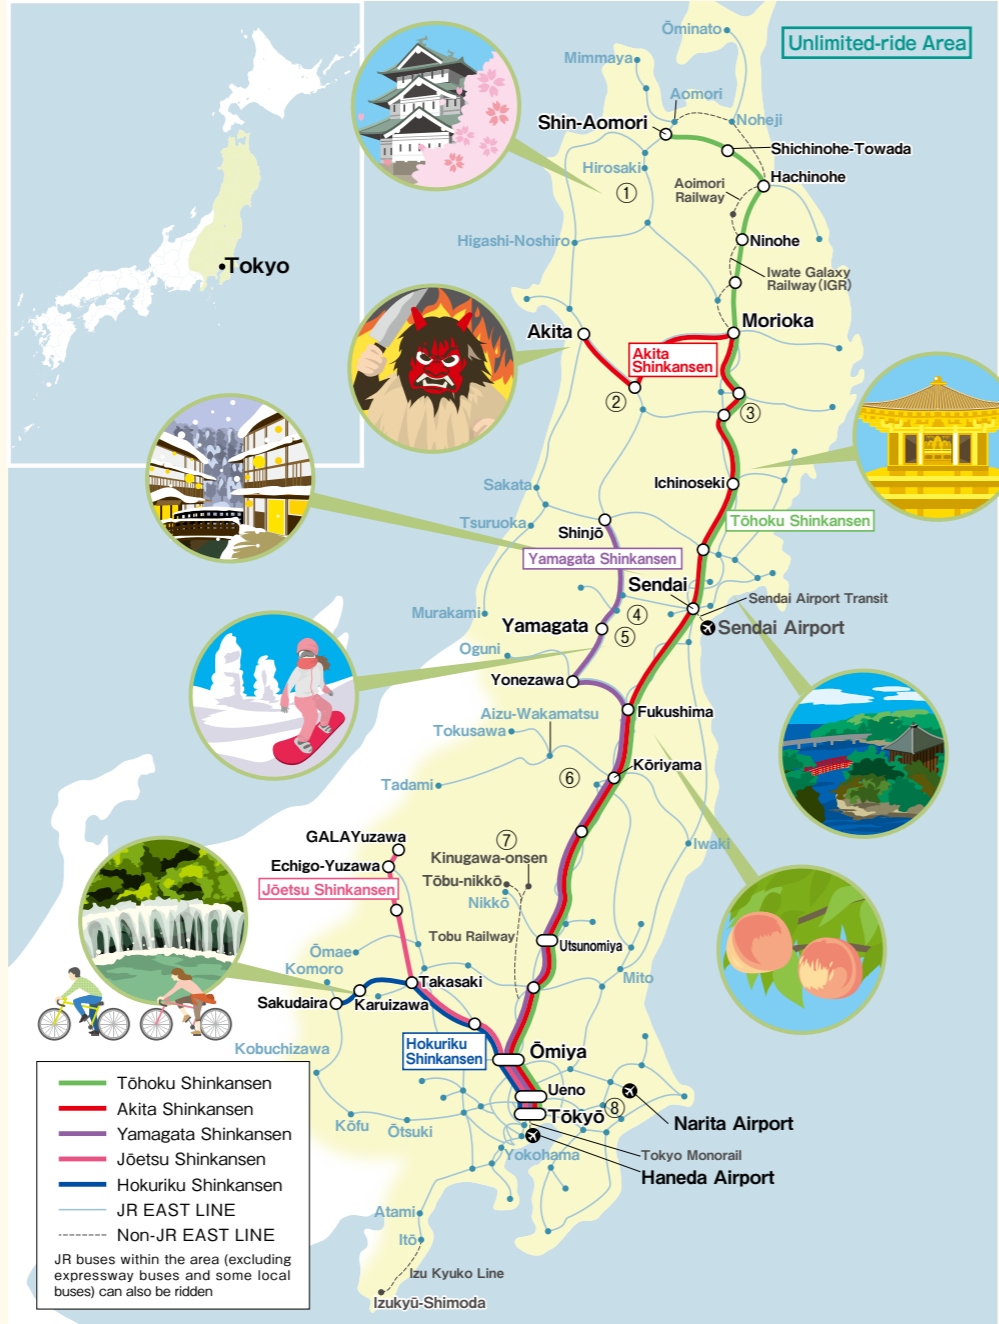 Unlimited-ride Area
Tokyo
Ōminato
Mimmaya
Aomori
Shin-Aomori
Noheji
Shichinohe-Towada
Hirosaki
Hachinohe
Aoimori
Railway
①
Higashi-Noshiro
Ninohe
Iwate Galaxy
Railway(IGR)
Akita
Morioka
Akita
Shinkansen
②
③
Sakata
Ichinoseki
Tsuruoka
Shinjō
Tōhoku Shinkansen
Yamagata Shinkansen
Sendai
Sendai Airport Transit
Murakami
④
Yamagata
⑤
Sendai Airport
Oguni
Yonezawa
Aizu-Wakamatsu
Fukushima
Tokusawa
Kōriyama
Tadami
⑥
GALAYuzawa
⑦
Iwaki
Echigo-Yuzawa
Kinugawa-onsen
Jōetsu Shinkansen
Tōbu-nikkō
Nikkō
Tobu Railway
Utsunomiya
Ōmae
Komoro
Takasaki
Mito
Sakudaira
Karuizawa
Hokuriku
Shinkansen
Kobuchizawa
Ōmiya
Ueno
Tōkyō
⑧
Narita Airport
Kōfu
Ōtsuki
Yokohama
Tokyo Monorail
Haneda Airport
Atami
Itō
Izu Kyuko Line
Izukyū-Shimoda
Tōhoku Shinkansen
Akita Shinkansen
Yamagata Shinkansen
Jōetsu Shinkansen
Hokuriku Shinkansen
JR EAST LINE
Non-JR EAST LINE
JR buses within the area (excluding
expressway buses and some local
buses) can also be ridden